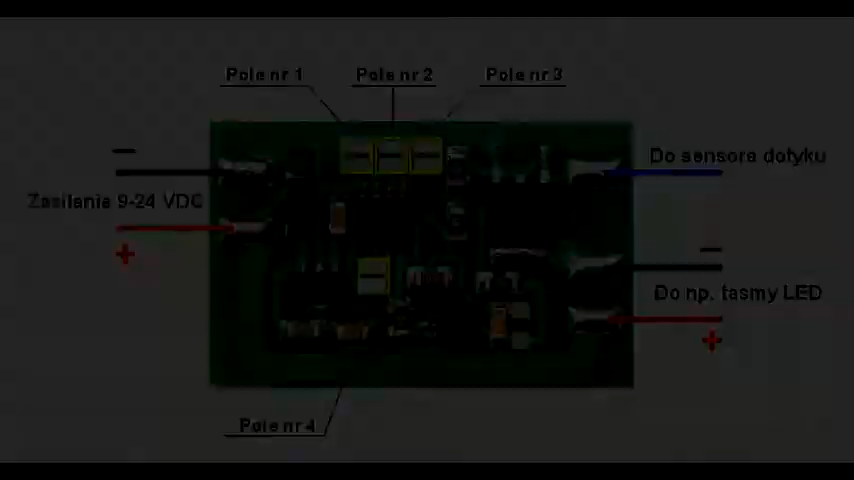 Pole nr 1
Pole nr 2
Pole nr 3
–
Do sensora dotyku
Zasilanie 9-24 VDC
+
–
Do np. tasmy LED
+
Pole nr 4